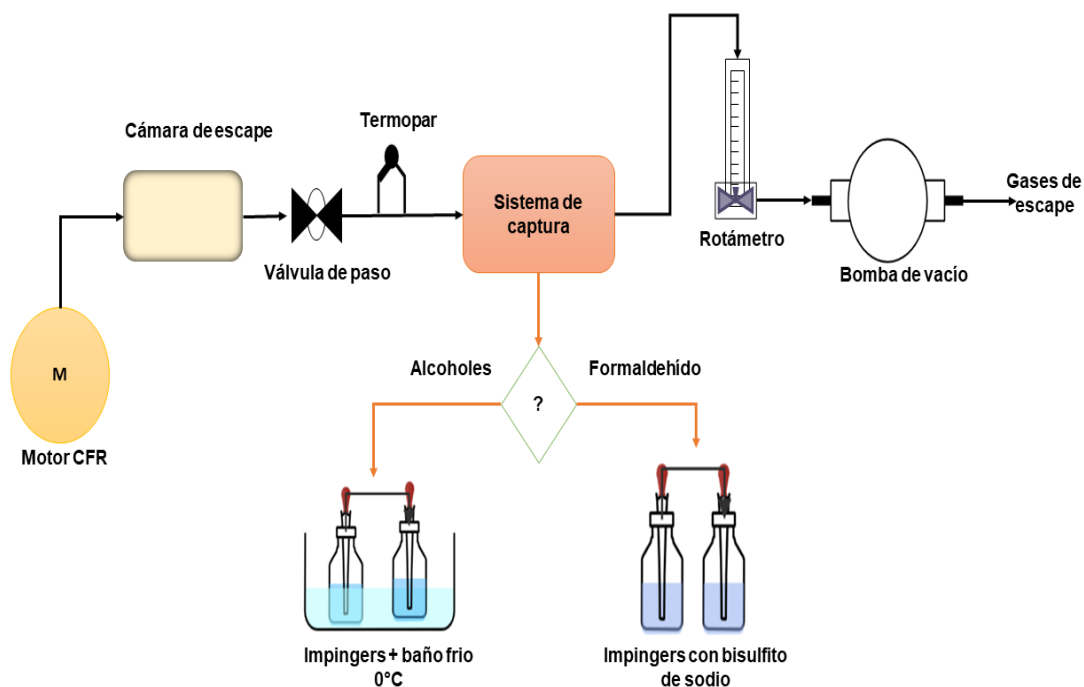 Cámara de escape
Termopar
Sistema de
captura
Válvula de paso
Rotámetro
Gases de
escape
Bomba de vacío
M
Motor CFR
Alcoholes
Formaldehído
?
Impingers + baño frio
0°C
Impingers con bisulfito
de sodio